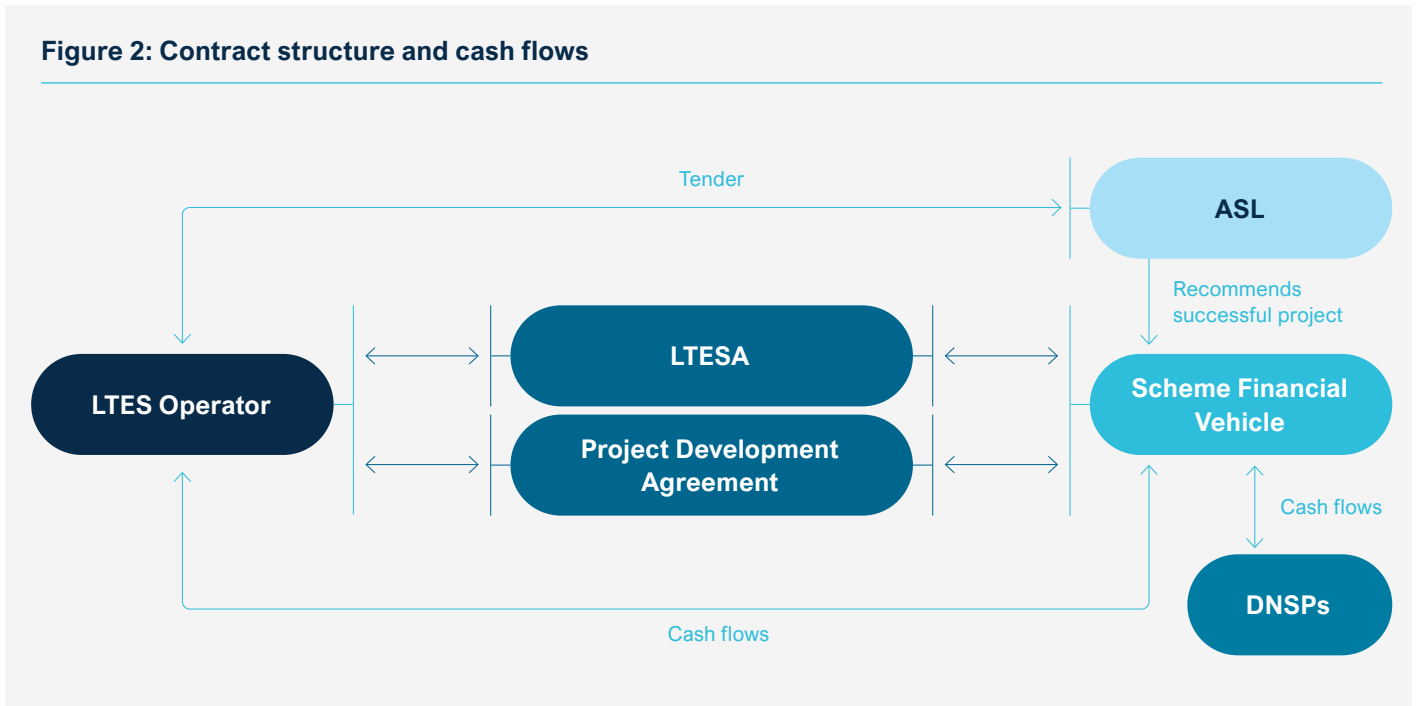 Figure 2: Contract structure and cash flows
Tender
ASL
Recommends
successful project
LTESA
LTES Operator
Scheme Financial
Vehicle
Project Development
Agreement
Cash flows
DNSPs
Cash flows